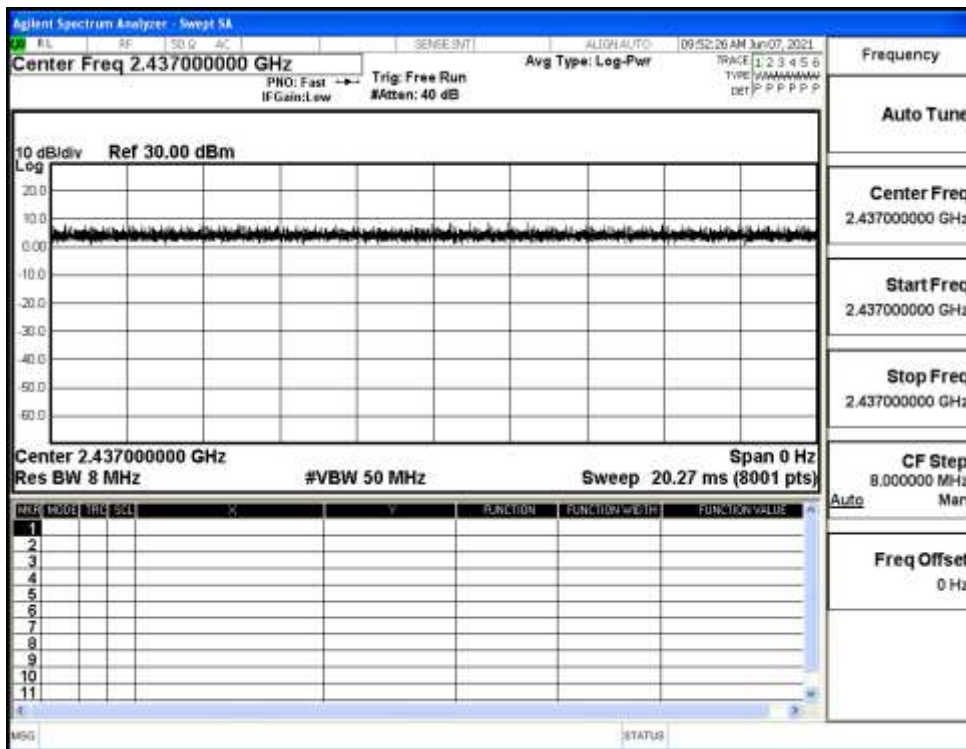 Agilent Spectrum Analyzer - Swept SA
RL RF 50 Ω AC SENSE:INT ALIGN AUTO 09:52:26 AM Jun 07, 2021
Center Freq 2.437000000 GHz
Avg Type: Log-Pwr
TRACE 1 2 3 4 5 6
PNO: Fast
Trig: Free Run
TYPE
IFGain:Low
#Atten: 40 dB
DET P P P P P P
10 dB/div Ref 30.00 dBm
Log
20.0
10.0
0.00
-10.0
-20.0
-30.0
-40.0
-50.0
-60.0
Center 2.437000000 GHz Span 0 Hz
Res BW 8 MHz #VBW 50 MHz Sweep 20.27 ms (8001 pts)
MKR MODE TRC SCL X Y FUNCTION FUNCTION WIDTH FUNCTION VALUE
1
2
3
4
5
6
7
8
9
10
11
MSG STATUS
Frequency
Auto Tune
Center Freq
2.437000000 GHz
Start Freq
2.437000000 GHz
Stop Freq
2.437000000 GHz
CF Step
8.000000 MHz
Auto Man
Freq Offset
0 Hz